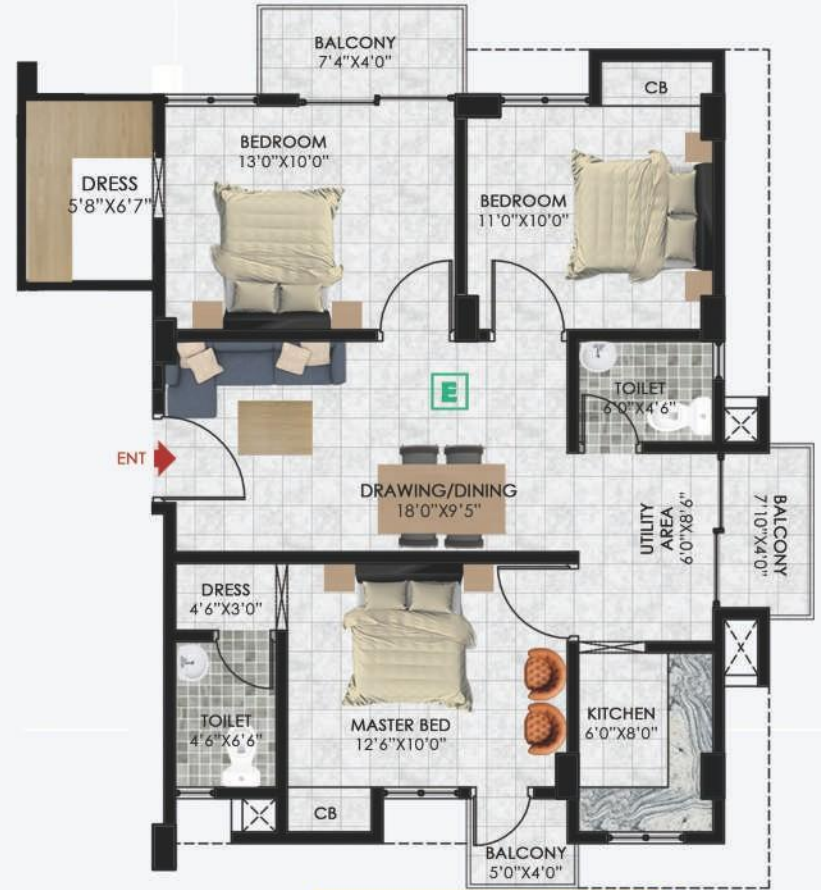 BALCONY
7'4"X4'0"
CB
BEDROOM
13'0"X10'0"
DRESS
5'8"X6'7"
BEDROOM
11'0"X10'0"
E
TOILET
6'0"X4'6"
ENT
DRAWING/DINING
18'0"X9'5"
UTILITY
AREA
6'0"X8'6"
BALCONY
7'10"X4'0"
DRESS
4'6"X3'0"
X
TOILET
4'6"X6'6"
MASTER BED
12'6"X10'0"
KITCHEN
6'0"X8'0"
CB
BALCONY
5'0"X4'0"